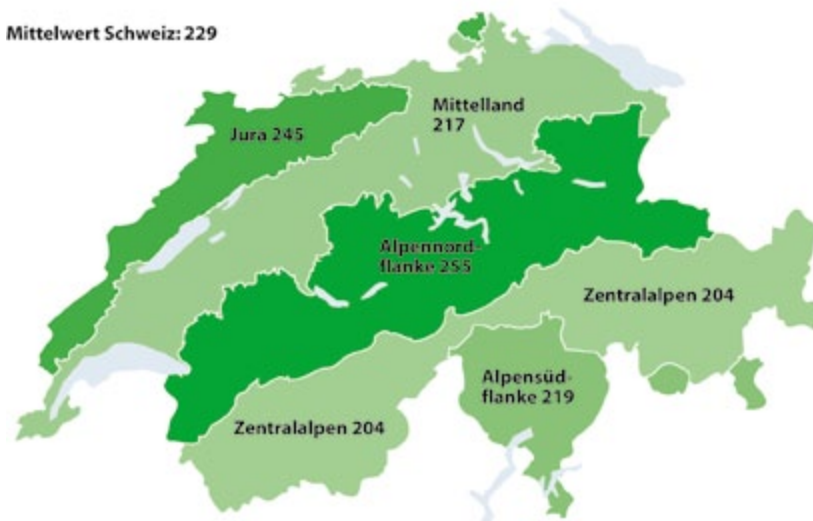 Mittelwert Schweiz: 229
Mittelland
217
Jura 245
Alpennord-
flanke 255
Zentralalpen 204
Alpensüd-
flanke 219
Zentralalpen 204